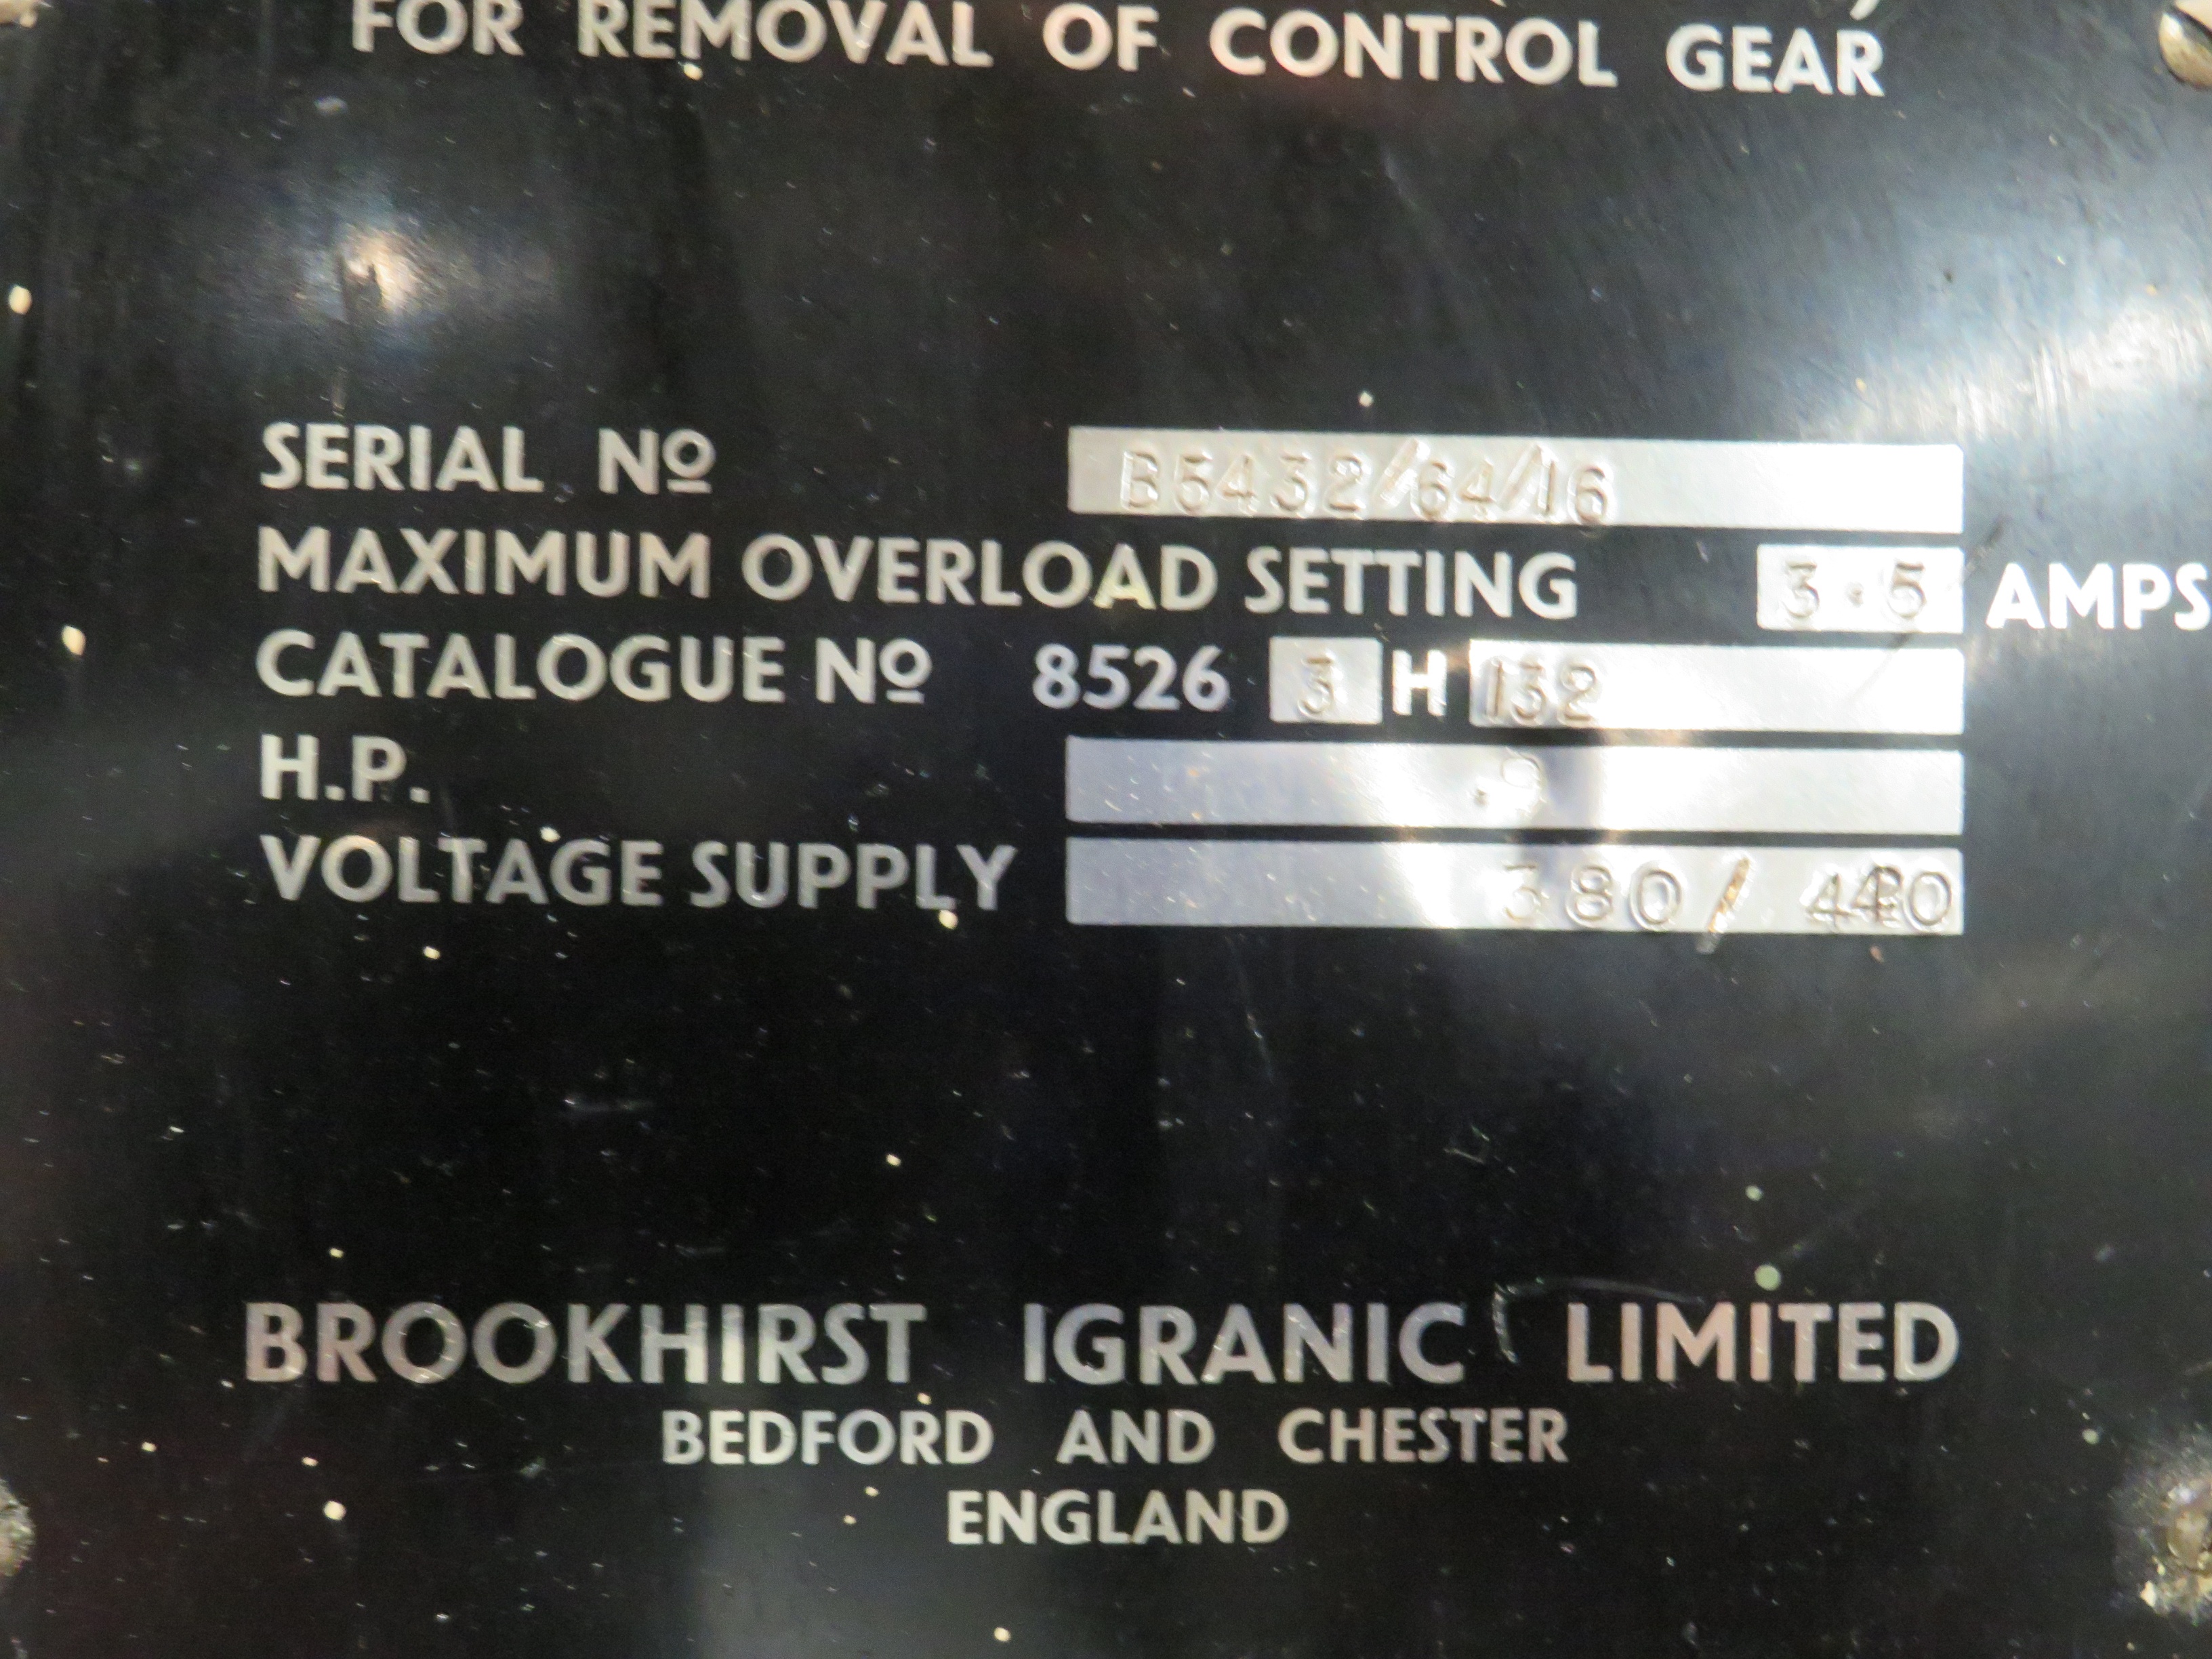 FOR REMOVAL OF CONTROL GEAR
SERIAL Nº B5432/64/16
MAXIMUM OVERLOAD SETTING 3.5 AMPS
CATALOGUE Nº 8526 3 H 132
H.P. .9
VOLTAGE SUPPLY 380/
BROOKHIRST IGRANIC LIMITED
BEDFORD AND CHESTER
ENGLAND